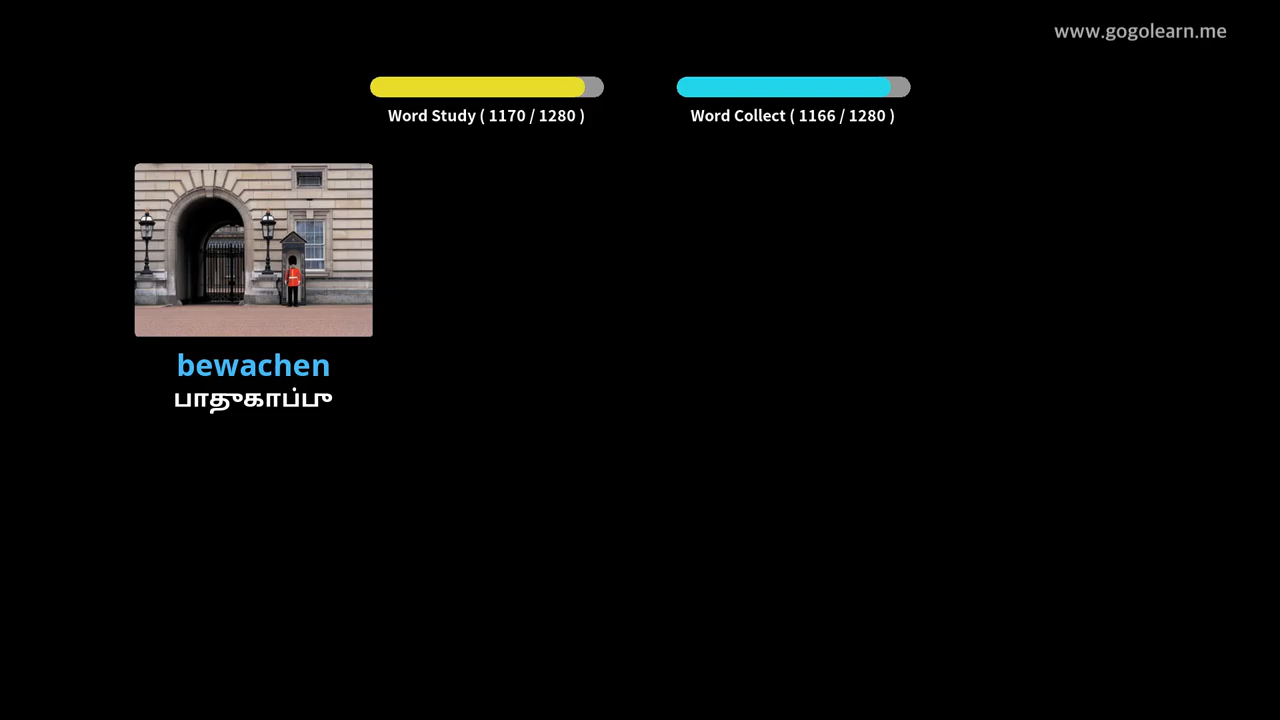 www.gogolearn.me
Word Study ( 1170 / 1280 )
Word Collect ( 1166 / 1280 )
bewachen
பாதுகாப்பு